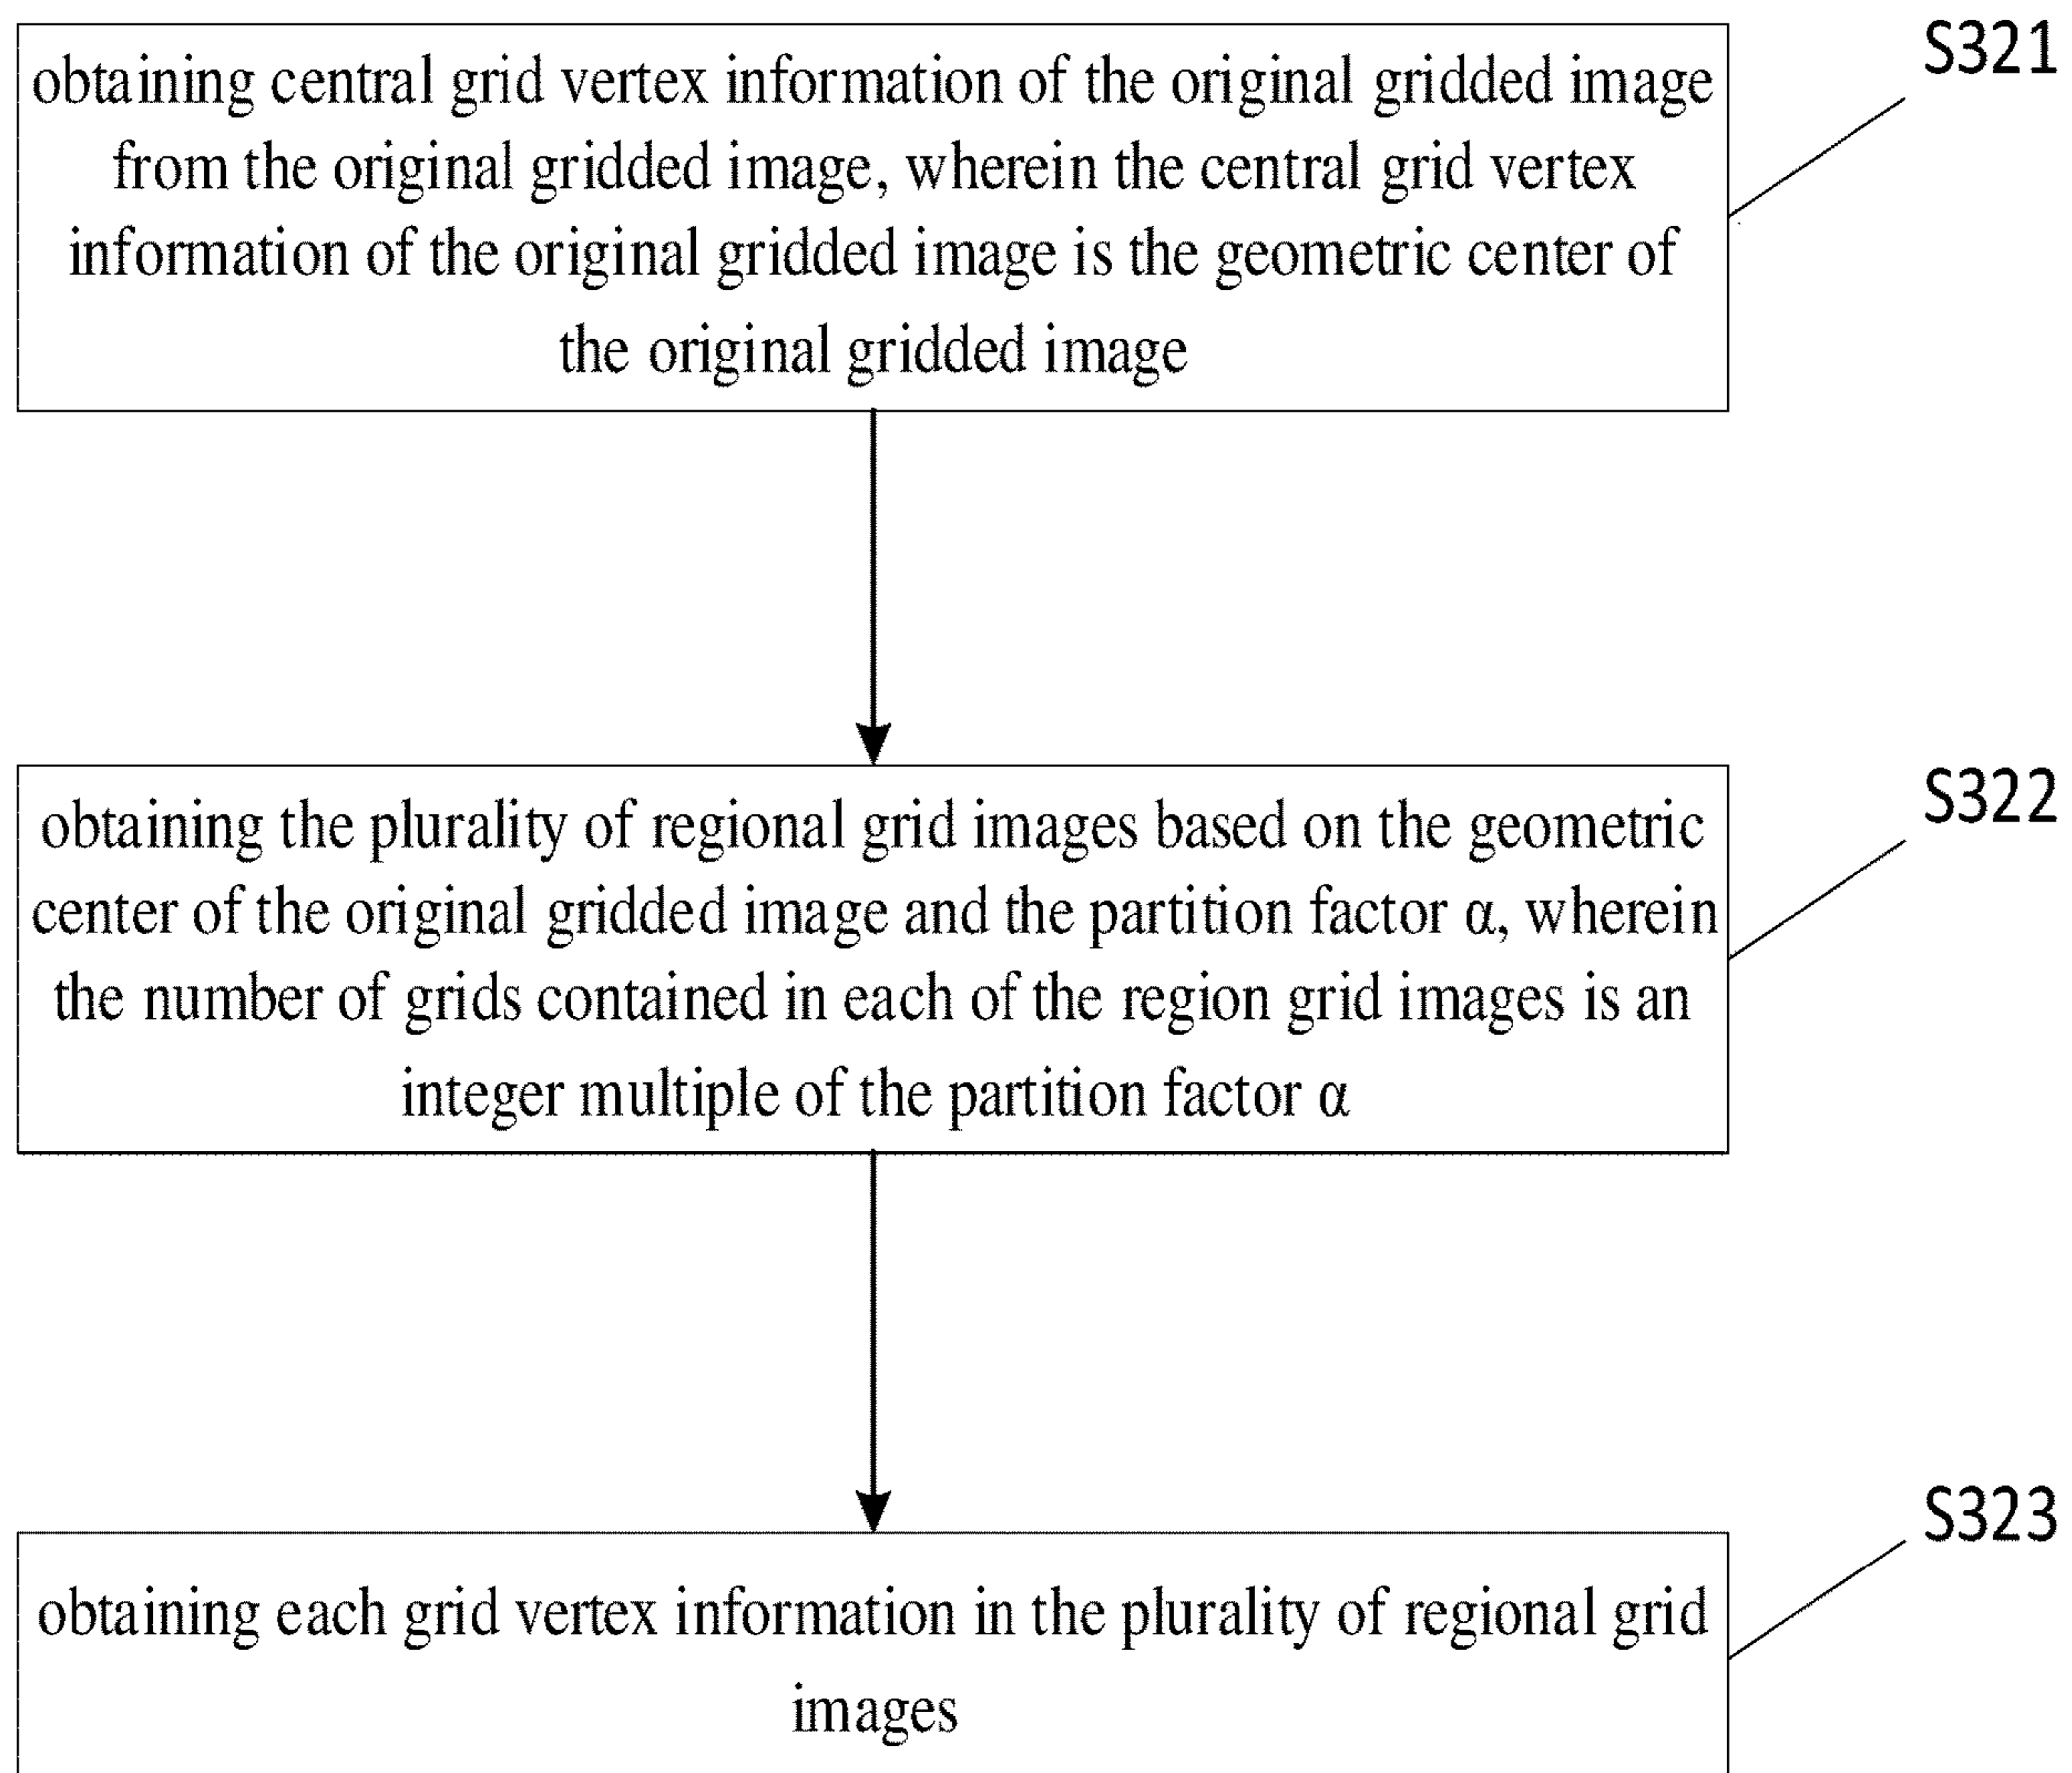 S321
obtaining central grid vertex information of the original gridded image
from the original gridded image, wherein the central grid vertex
information of the original gridded image is the geometric center of
the original gridded image
S322
obtaining the plurality of regional grid images based on the geometric
center of the original gridded image and the partition factor α, wherein
the number of grids contained in each of the region grid images is an
integer multiple of the partition factor α
S323
obtaining each grid vertex information in the plurality of regional grid
images